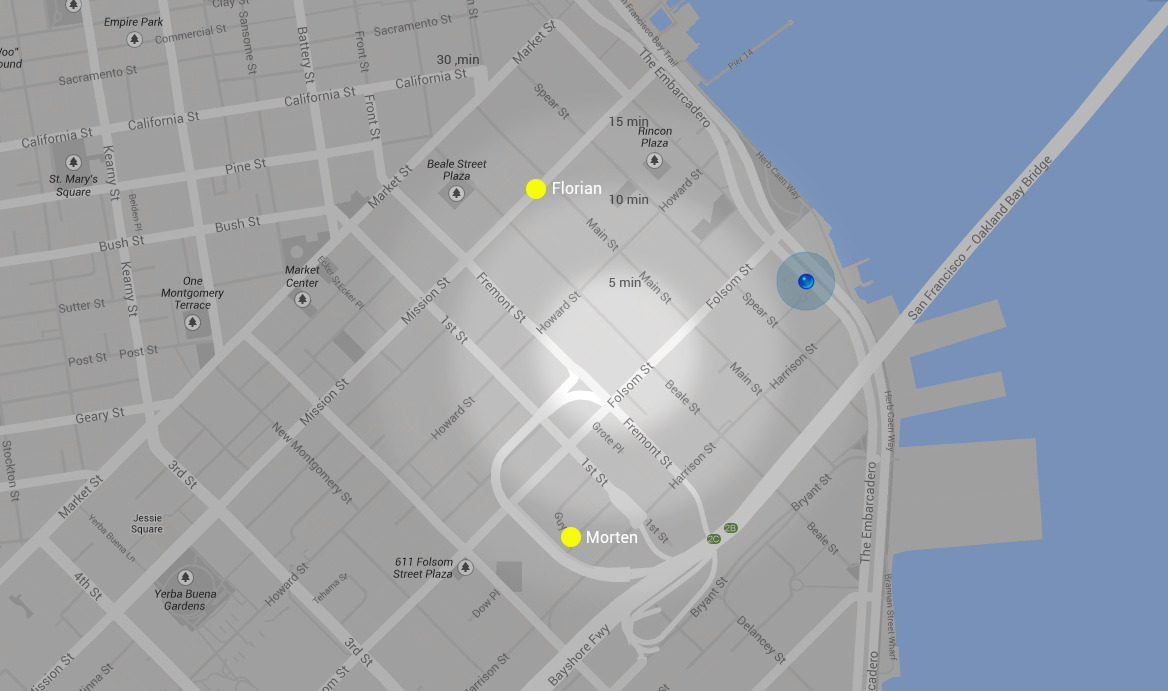 Clay St
Empire Park
Commercial St
Sansome St
Battery St
Front St
Sacramento St
Market St
San Francisco Bay Trail
The Embarcadero
Pier 14
30 ,min
California St
Sacramento St
Spear St
California St
California St
California St
Front St
15 min
Rincon
Plaza
Herb Caen Way
Kearny St
Pine St
Beale Street
Plaza
St. Mary's
Square
Market St
Florian
Howard St
10 min
San Francisco – Oakland Bay Bridge
Belden Pl
Bush St
Bush St
Main St
Kearny St
Market
Center
Ecker St
Ecker Pl
One
Montgomery
Terrace
Mission St
Fremont St
5 min
Main St
Folsom St
Spear St
Sutter St
Howard St
1st St
Post St
Post St
Harrison St
Main St
Mission St
Folsom St
Beale St
Geary St
Howard St
Herb Caen Way
Grote Pl
Fremont St
New Montgomery St
Stockton St
3rd St
Harrison St
1st St
Market St
Bryant St
The Embarcadero
Jessie
Square
Yerba Buena Ln
Guy
1st St
2B
2C
Morten
Beale St
611 Folsom
Street Plaza
4th St
Yerba Buena
Gardens
Howard St
Tehama St
Dow Pl
Bryant St
Brannan Street Wharf
Delancey St
3rd St
Bayshore Fwy
Mission St